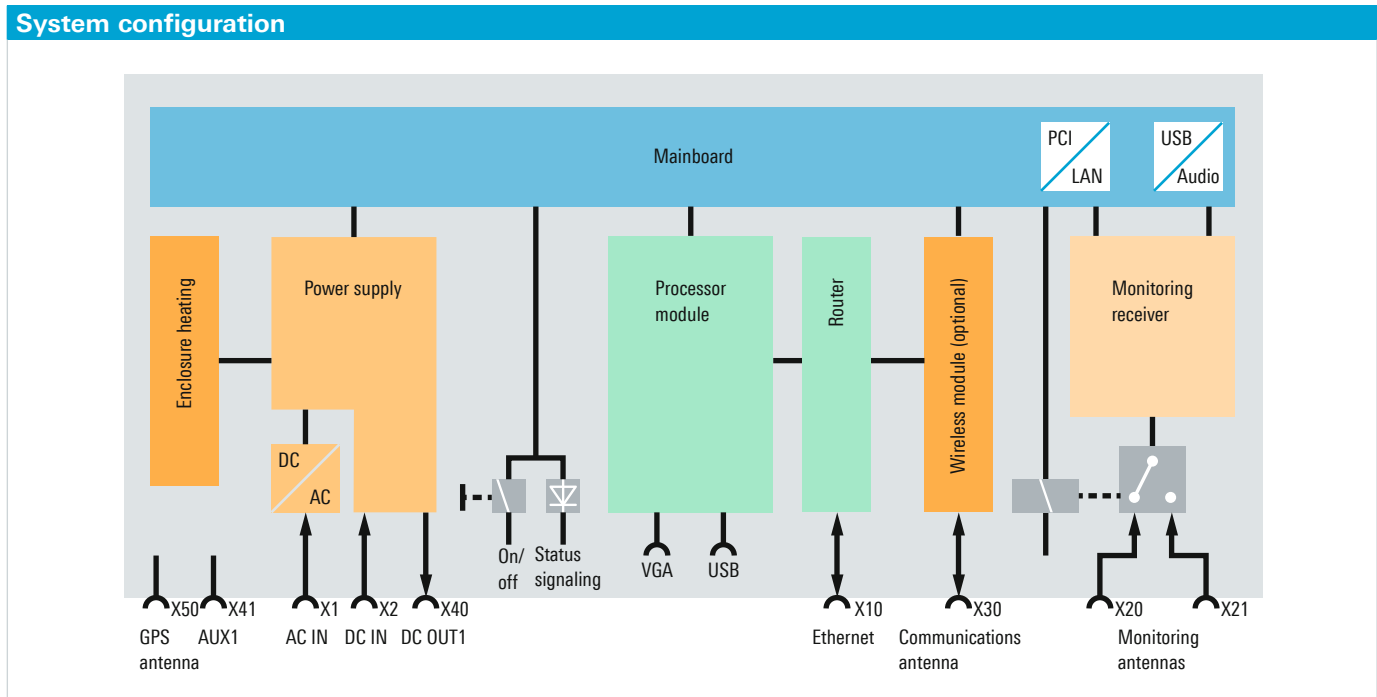 System configuration
Mainboard
PCI
LAN
USB
Audio
Enclosure heating
Power supply
Processor
module
Router
Wireless module (optional)
Monitoring
receiver
DC
AC
On/
off
Status
signaling
VGA
USB
X50
X41
X1
X2
X40
X10
X30
X20
X21
GPS
antenna
AUX1
AC IN
DC IN
DC OUT1
Ethernet
Communications
antenna
Monitoring
antennas